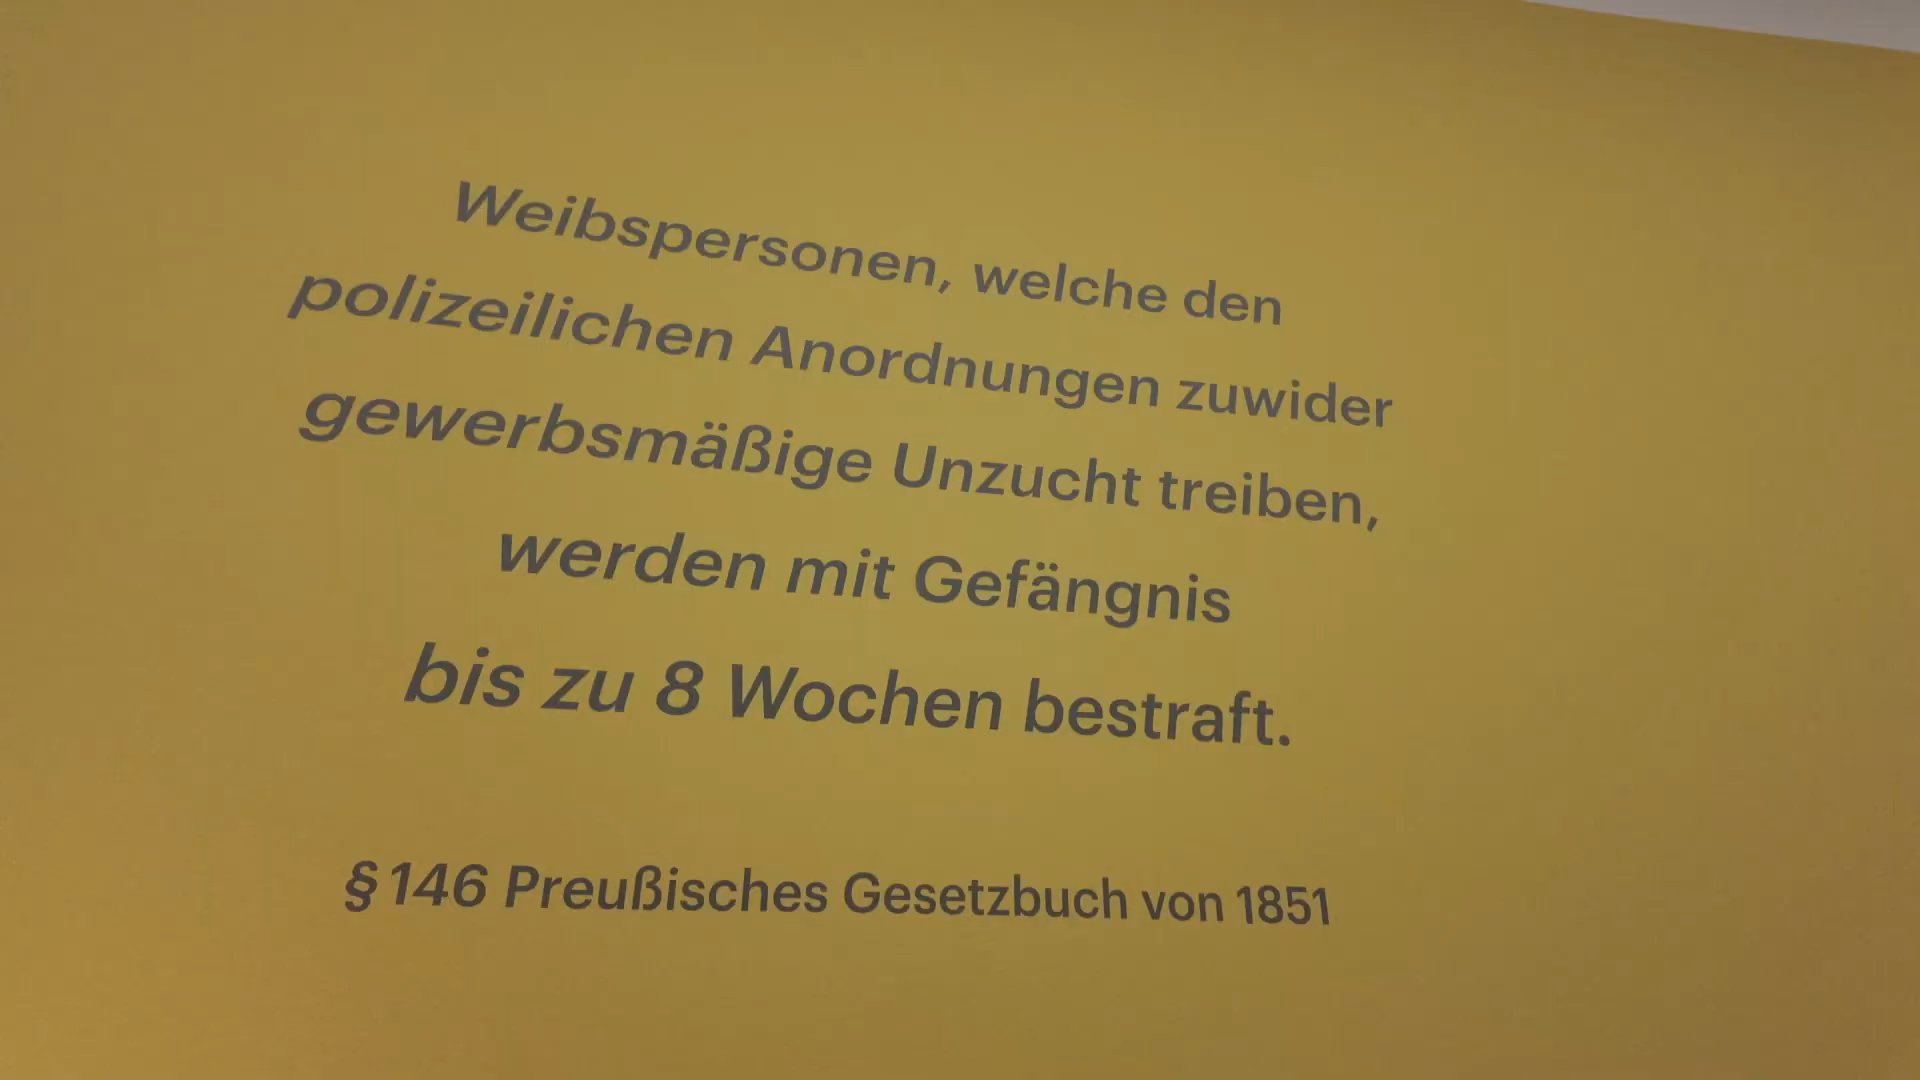 Weibspersonen, welche den
polizeilichen Anordnungen zuwider
gewerbsmäßige Unzucht treiben,
werden mit Gefängnis
bis zu 8 Wochen bestraft.
§ 146 Preußisches Gesetzbuch von 1851